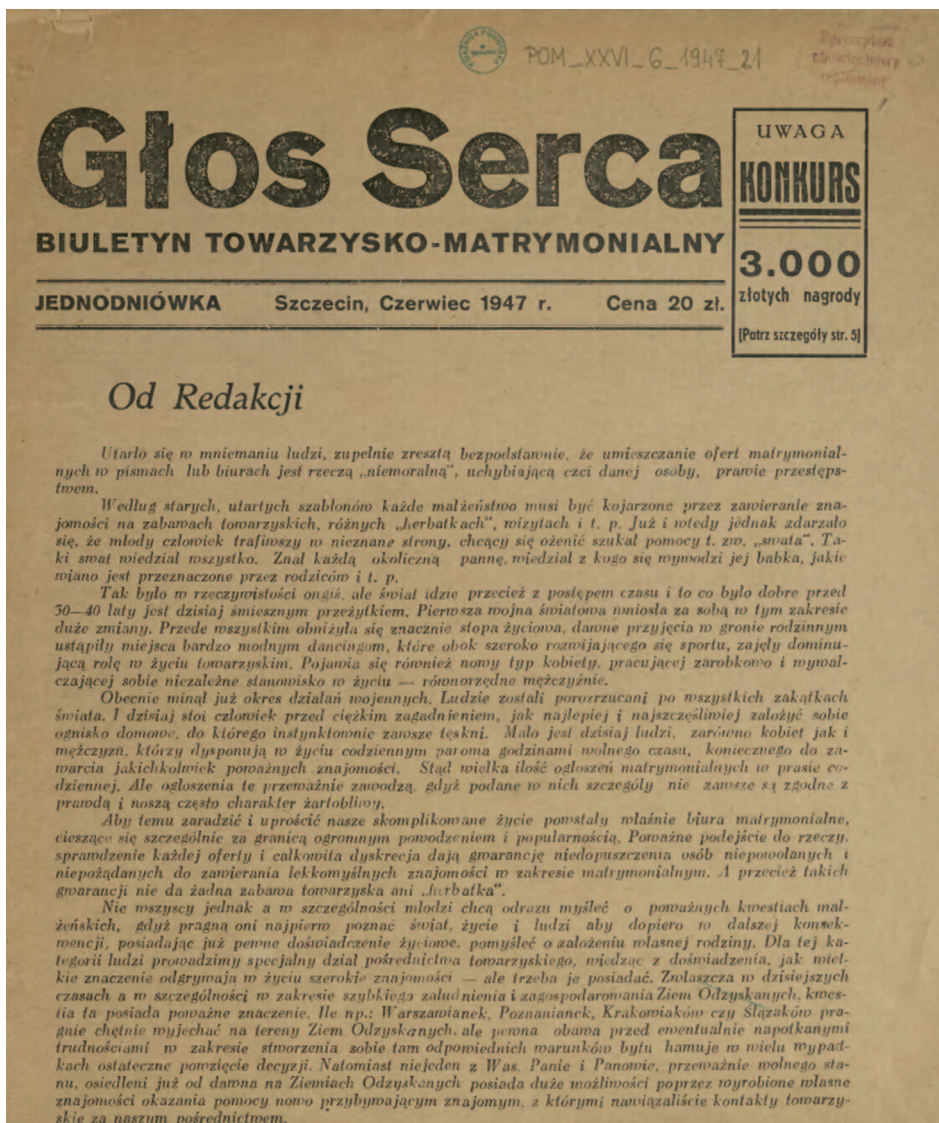 POM_XXVI_6_1947_21
Egzemplarz
obowiązkowy
regionalny
Głos Serca
BIULETYN TOWARZYSKO-MATRYMONIALNY
JEDNODNIÓWKA Szczecin, Czerwiec 1947 r. Cena 20 zł.
UWAGA
KONKURS
3.000
złotych nagrody
[Patrz szczegóły str. 5]
Od Redakcji
Utarło się w mniemaniu ludzi, zupełnie zresztą bezpodstawnie, że umieszczanie ofert matrymonial-
nych w pismach lub biurach jest rzeczą „niemoralną", uchybiającą czci danej osoby, prawie przestęps-
twem.
Według starych, utartych szablonów każde małżeństwo musi być kojarzone przez zawieranie zna-
jomości na zabawach towarzyskich, różnych „herbatkach", wizytach i t. p. Już i wtedy jednak zdarzało
się, że młody człowiek trafiwszy w nieznane strony, chcący się ożenić szukał pomocy t. zw. „swata". Ta-
ki swat wiedział wszystko. Znał każdą okoliczną pannę, wiedział z kogo się wywodzi jej babka, jakie
wiano jest przeznaczone przez rodziców i t. p.
Tak było w rzeczywistości ongiś, ale świat idzie przecież z postępem czasu i to co było dobre przed
30—40 laty jest dzisiaj śmiesznym przeżytkiem. Pierwsza wojna światowa wniosła za sobą w tym zakresie
duże zmiany. Przede wszystkim obniżyła się znacznie stopa życiowa, dawne przyjęcia w gronie rodzinnym
ustąpiły miejsca bardzo modnym dancingom, które obok szeroko rozwijającego się sportu, zajęły dominu-
jącą rolę w życiu towarzyskim. Pojawia się również nowy typ kobiety, pracującej zarobkowo i wywal-
czającej sobie niezależne stanowisko w życiu — równorzędne mężczyźnie.
Obecnie minął już okres działań wojennych. Ludzie zostali porozrzucani po wszystkich zakątkach
świata. I dzisiaj stoi człowiek przed ciężkim zagadnieniem, jak najlepiej i najszczęśliwiej założyć sobie
ognisko domowe, do którego instynktownie zawsze tęskni. Mało jest dzisiaj ludzi, zarówno kobiet jak i
mężczyzn, którzy dysponują w życiu codziennym paroma godzinami wolnego czasu, koniecznego do za-
warcia jakichkolwiek poważnych znajomości. Stąd wielka ilość ogłoszeń matrymonialnych w prasie co-
dziennej. Ale ogłoszenia te przeważnie zawodzą, gdyż podane w nich szczegóły nie zawsze są zgodne z
prawdą i noszą często charakter żartobliwy.
Aby temu zaradzić i uprościć nasze skomplikowane życie powstały właśnie biura matrymonialne,
cieszące się szczególnie za granicą ogromnym powodzeniem i popularnością. Poważne podejście do rzeczy,
sprawdzenie każdej oferty i całkowita dyskrecja dają gwarancję niedopuszczenia osób niepowołanych i
niepożądanych do zawierania lekkomyślnych znajomości w zakresie matrymonialnym. A przecież takich
gwarancji nie da żadna zabawa towarzyska ani „herbatka".
Nie wszyscy jednak a w szczególności młodzi chcą odrazu myśleć o poważnych kwestiach mał-
żeńskich, gdyż pragną oni najpierw poznać świat, życie i ludzi aby dopiero w dalszej konsek-
wencji, posiadając już pewne doświadczenie życiowe, pomyśleć o założeniu własnej rodziny. Dla tej ka-
tegorii ludzi prowadzimy specjalny dział pośrednictwa towarzyskiego, wiedząc z doświadzenia, jak wiel-
kie znaczenie odgrywają w życiu szerokie znajomości — ale trzeba je posiadać. Zwłaszcza w dzisiejszych
czasach a w szczególności w zakresie szybkiego zaludnienia i zagospodarowania Ziem Odzyskanych, kwes-
tia ta posiada poważne znaczenie. Ile np.: Warszawianek, Poznanianek, Krakowiaków czy Ślązaków pra-
gnie chętnie wyjechać na tereny Ziem Odzyskanych, ale pewna obawa przed ewentualnie napotkanymi
trudnościami w zakresie stworzenia sobie tam odpowiednich warunków bytu hamuje w wielu wypad-
kach ostateczne powzięcie decyzji. Natomiast niejeden z Was, Panie i Panowie, przeważnie wolnego sta-
nu, osiedleni już od dawna na Ziemiach Odzyskanych posiada duże możliwości poprzez wyrobione własne
znajomości okazania pomocy nowo przybywającym znajomym, z którymi nawiązaliście kontakty towarzy-
skie za naszym pośrednictwem.